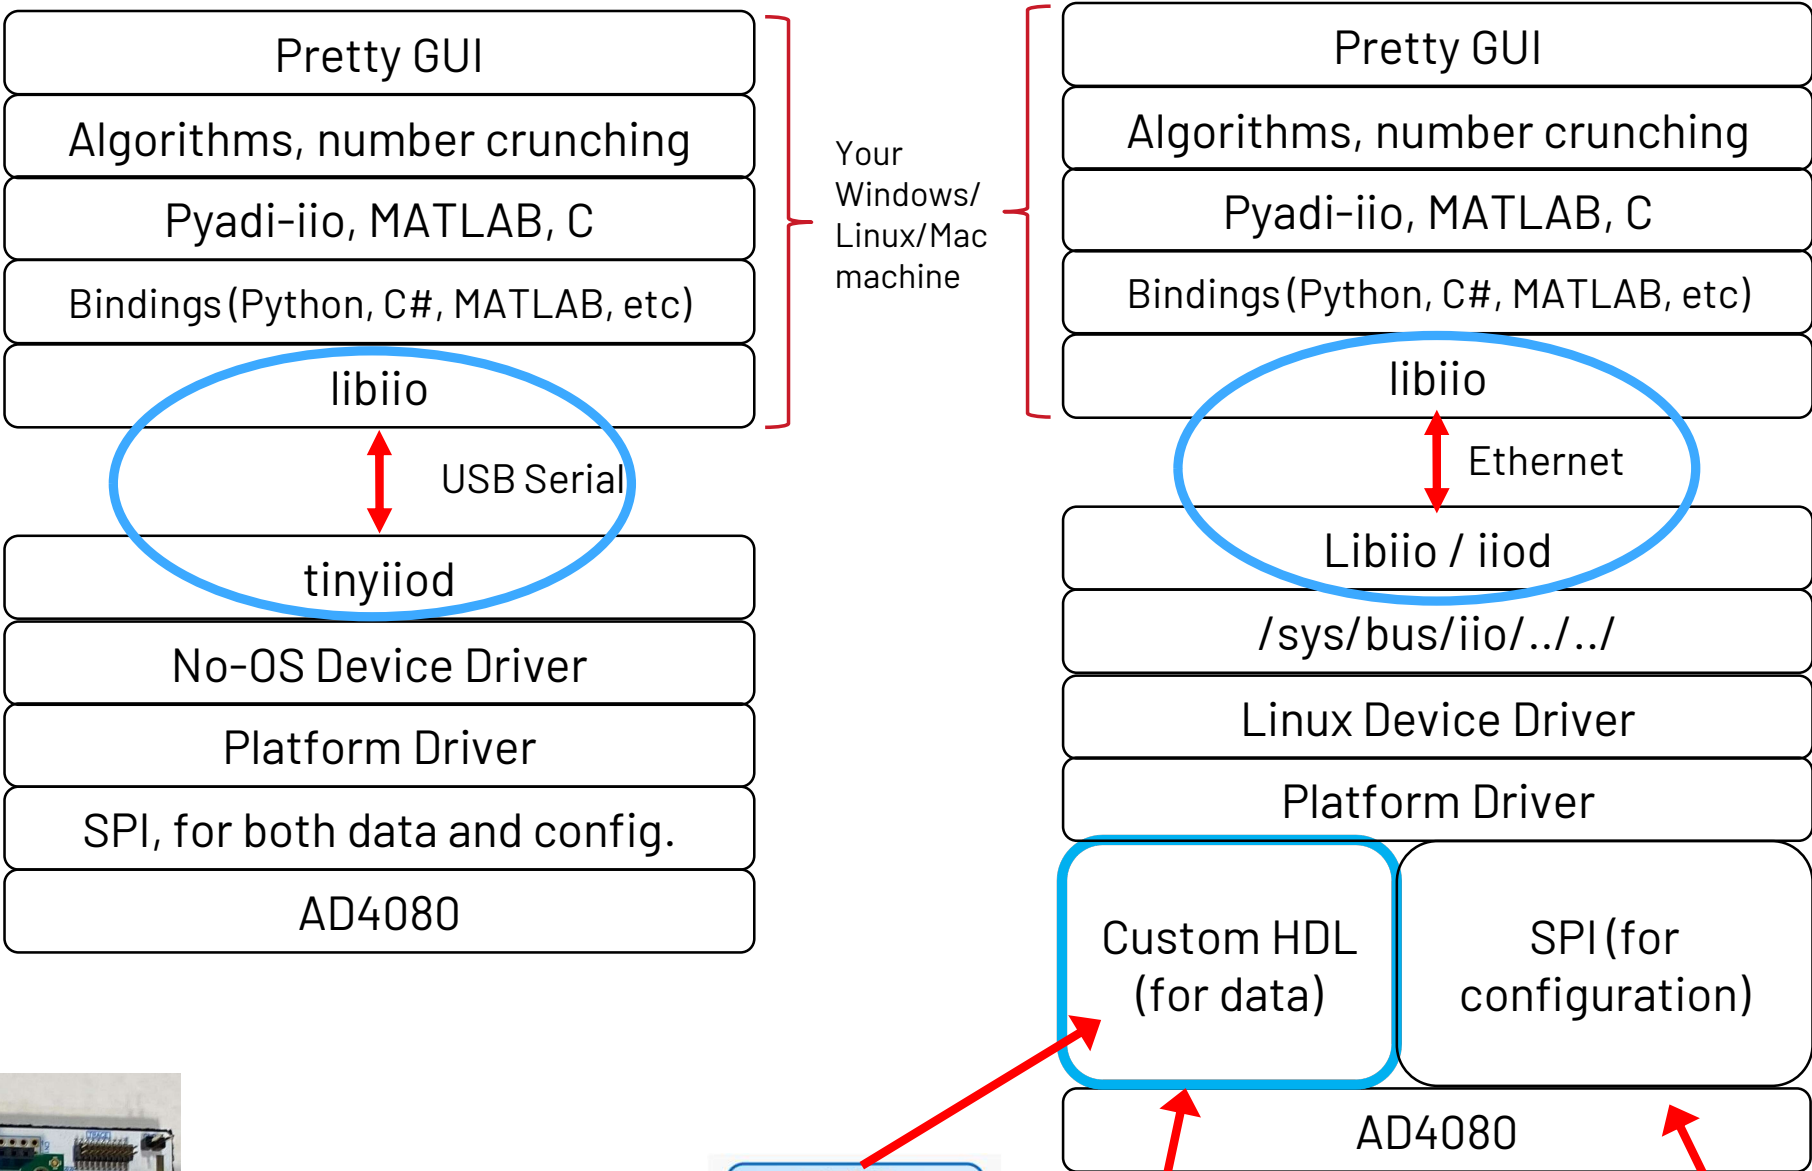 Pretty GUI
Algorithms, number crunching
Pyadi-iio, MATLAB, C
Bindings (Python, C#, MATLAB, etc)
libiio
USB Serial
tinyiiod
No-OS Device Driver
Platform Driver
SPI, for both data and config.
AD4080
Your
Windows/
Linux/Mac
machine
Pretty GUI
Algorithms, number crunching
Pyadi-iio, MATLAB, C
Bindings (Python, C#, MATLAB, etc)
libiio
Ethernet
Libiio / iiod
/sys/bus/iio/../../
Linux Device Driver
Platform Driver
Custom HDL
(for data)
SPI (for
configuration)
AD4080